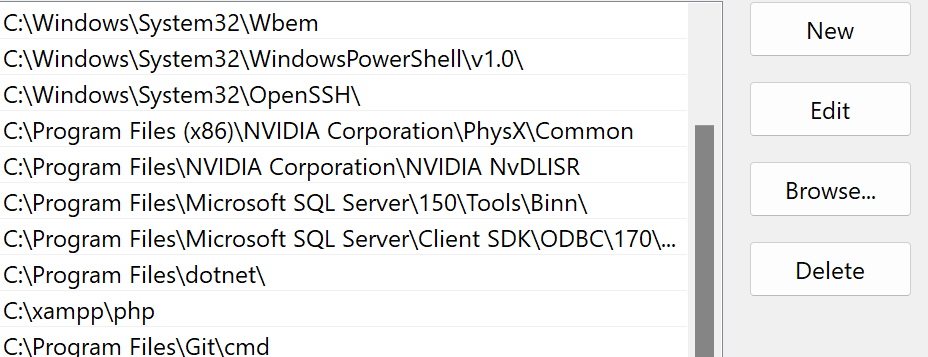 C:\Windows\System32\Wbem
C:\Windows\System32\WindowsPowerShell\v1.0\
C:\Windows\System32\OpenSSH\
C:\Program Files (x86)\NVIDIA Corporation\PhysX\Common
C:\Program Files\NVIDIA Corporation\NVIDIA NvDLISR
C:\Program Files\Microsoft SQL Server\150\Tools\Binn\
C:\Program Files\Microsoft SQL Server\Client SDK\ODBC\170\...
C:\Program Files\dotnet\
C:\xampp\php
C:\Program Files\Git\cmd
New
Edit
Browse...
Delete